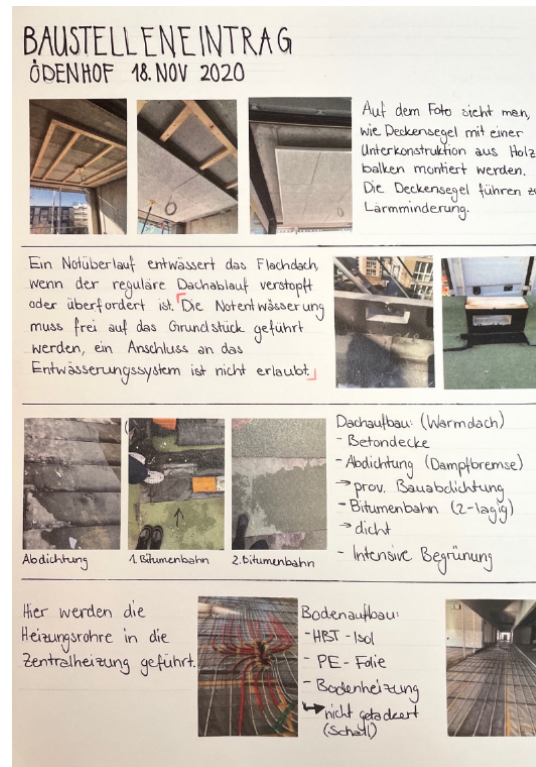 BAUSTELLENEINTRAG
ÖDENHOF 18. NOV 2020
Auf dem Foto sieht man,
wie Deckensegel mit einer
Unterkonstruktion aus Holz
balken montiert werden.
Die Deckensegel führen zu
Lärmminderung.
Ein Notüberlauf entwässert das Flachdach,
wenn der reguläre Dachablauf verstopft
oder überfordert ist. Die Notentwässerung
muss frei auf das Grundstück geführt
werden, ein Anschluss an das
Entwässerungssystem ist nicht erlaubt.
Abdichtung
1. Bitumenbahn
2. Bitumenbahn
Dachaufbau: (Warmdach)
- Betondecke
- Abdichtung (Dampfbremse)
→ prov. Bauabdichtung
- Bitumenbahn (2-lagig)
→ dicht
- Intensive Begrünung
Hier werden die
Heizungsrohre in die
Zentralheizung geführt.
Bodenaufbau:
- Isol
- PE-Folie
- Bodenheizung
↳ nicht getackert
(Schall)